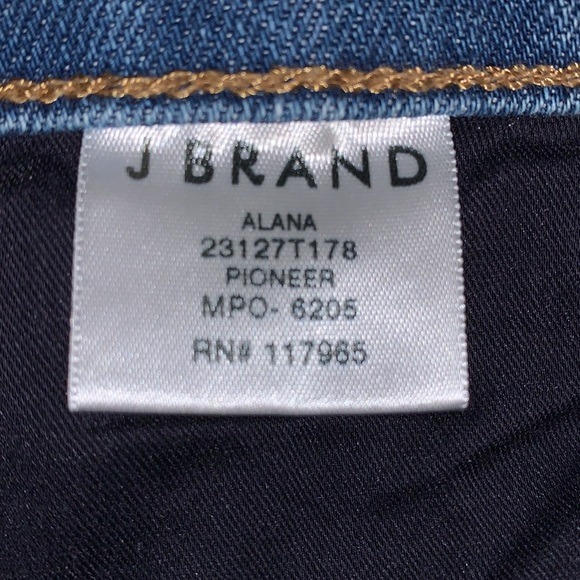 J BRAND
ALANA
23127T178
PIONEER
MPO- 6205
RN# 117965